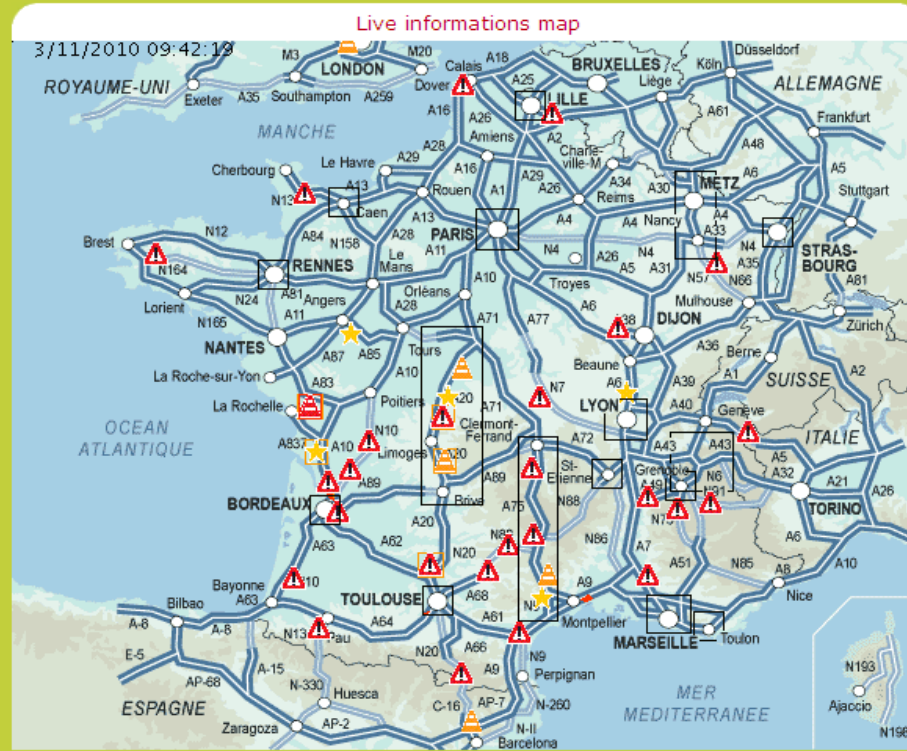 Live informations map
3/11/2010 09:42:19
M3
M20
LONDON
Calais
A18
BRUXELLES
Düsseldorf
Köln
ROYAUME-UNI
Exeter
A35
Southampton
A259
Dover
A25
LILLE
Liège
ALLEMAGNE
A16
A26
A2
A61
Frankfurt
MANCHE
Amiens
Charle-
ville-M
A48
A28
Le Havre
A29
A16
A1
A29
A26
A34
A30
METZ
A6
A5
Cherbourg
A13
Rouen
Reims
Stuttgart
N13
Caen
A13
PARIS
A4
A4
Nancy
A4
A33
Brest
N12
A84
N158
A28
A11
N4
A26
N4
N4
STRAS-
BOURG
N164
RENNES
Le
Mans
A10
A5
A31
N57
A35
N66
A81
Lorient
N24
A81
Angers
Orléans
Troyes
Mulhouse
N165
A11
A28
A71
A77
A6
A38
DIJON
Zürich
NANTES
A87
A85
Tours
Beaune
A36
Berne
A2
La Roche-sur-Yon
A10
A6
A39
A1
SUISSE
A83
Poitiers
A20
A71
N7
LYON
A40
Genève
La Rochelle
OCEAN
ATLANTIQUE
A837
A10
N10
Clermont-
Ferrand
A72
A43
A43
ITALIE
Limoges
A20
A89
St-
Etienne
Grenoble
A5
A32
A21
A89
Brive
A75
N88
A49
N6
N91
TORINO
A26
BORDEAUX
A20
N86
N75
A6
A63
A62
N20
N88
A7
A51
N85
A10
Bayonne
N10
A68
A9
A8
Nice
Bilbao
A63
TOULOUSE
A61
N9
Montpellier
A-8
A-8
A64
MARSEILLE
Toulon
N13
Pau
N20
A66
E-5
A-15
A9
N9
Perpignan
N193
AP-68
N-330
Huesca
C-16
AP-7
N-260
MER
MEDITERRANEE
Ajaccio
ESPAGNE
Zaragoza
AP-2
N-II
Barcelona
N198